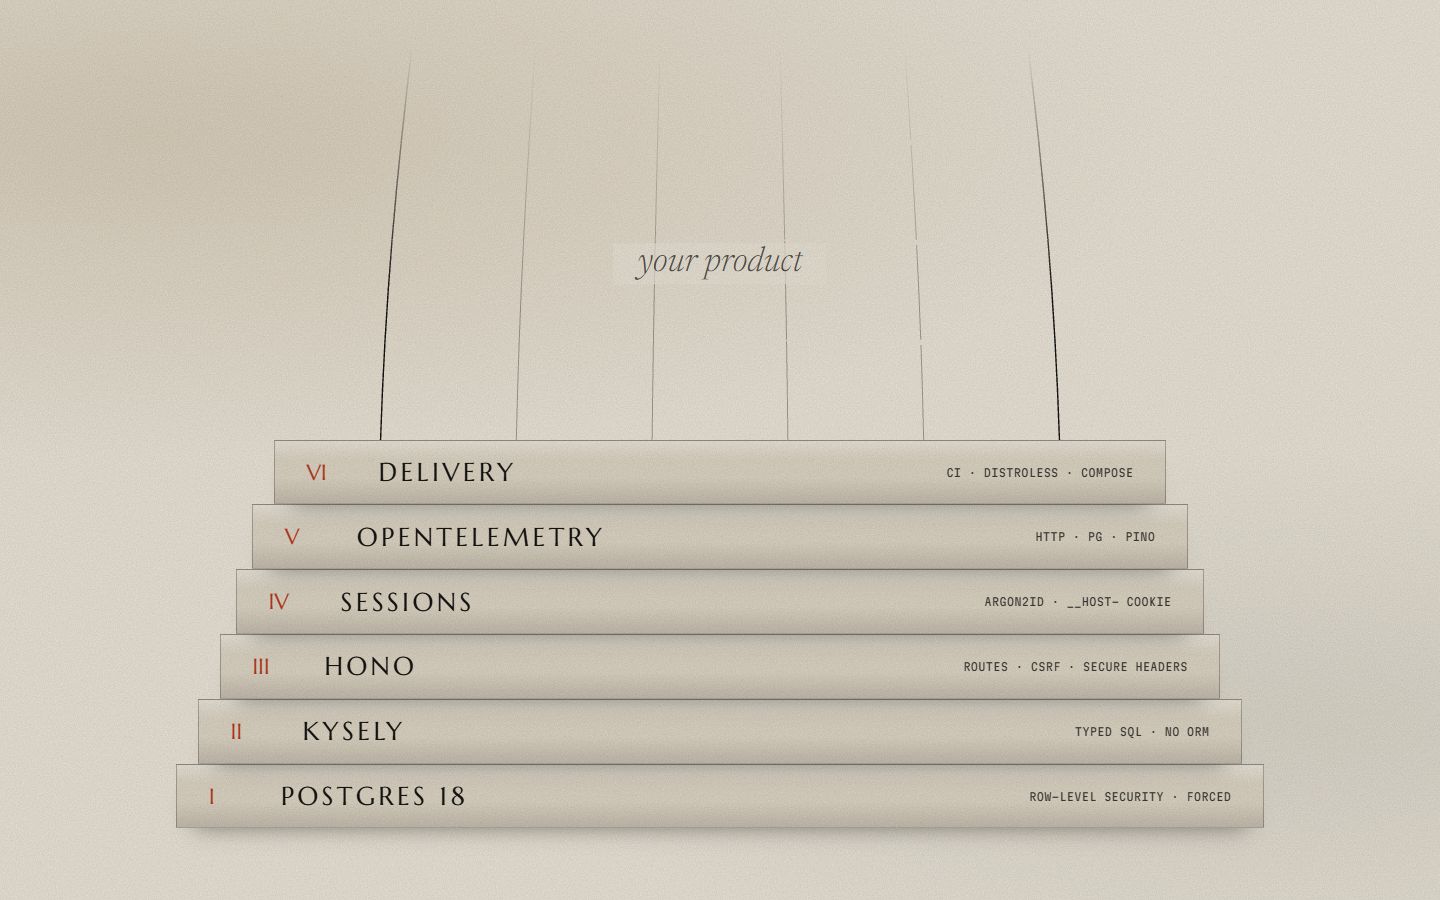 your product
VI DELIVERY CI · DISTROLESS · COMPOSE
V OPENTELEMETRY HTTP · PG · PINO
IV SESSIONS ARGON2ID · __HOST- COOKIE
III HONO ROUTES · CSRF · SECURE HEADERS
II KYSELY TYPED SQL · NO ORM
I POSTGRES 18 ROW-LEVEL SECURITY · FORCED